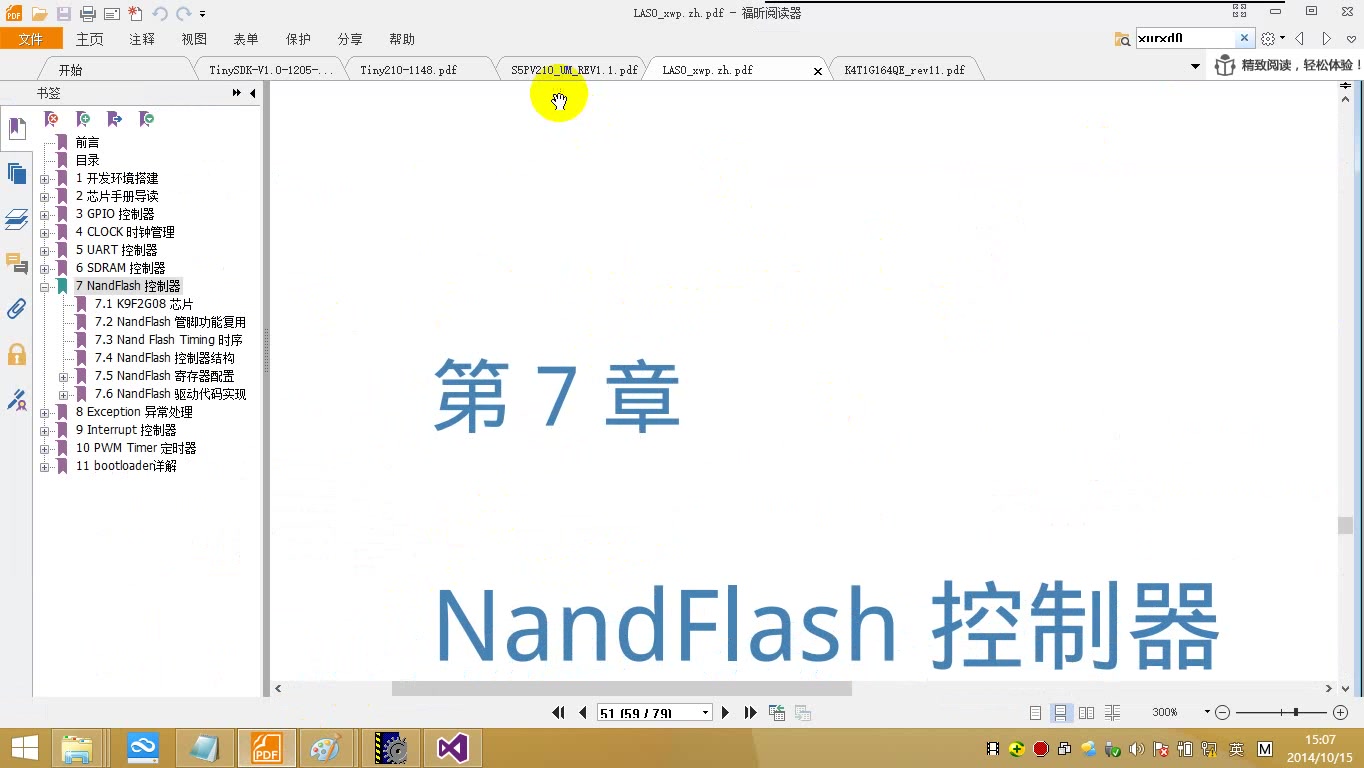 LASO_xwp.zh.pdf - 福昕阅读器
文件 主页 注释 视图 表单 保护 分享 帮助
开始 TinySDK-V1.0-1205-... Tiny210-1148.pdf S5PV210_UM_REV1.1.pdf LASO_xwp.zh.pdf K4T1G164QE_rev11.pdf 精致阅读，轻松体验！
书签
前言
目录
1 开发环境搭建
2 芯片手册导读
3 GPIO 控制器
4 CLOCK 时钟管理
5 UART 控制器
6 SDRAM 控制器
7 NandFlash 控制器
7.1 K9F2G08 芯片
7.2 NandFlash 管脚功能复用
7.3 Nand Flash Timing 时序
7.4 NandFlash 控制器结构
7.5 NandFlash 寄存器配置
7.6 NandFlash 驱动代码实现
8 Exception 异常处理
9 Interrupt 控制器
10 PWM Timer 定时器
11 bootloader详解
第 7 章
NandFlash 控制器
51 (59 / 79)
300%
PDF
英 M
15:07
2014/10/15